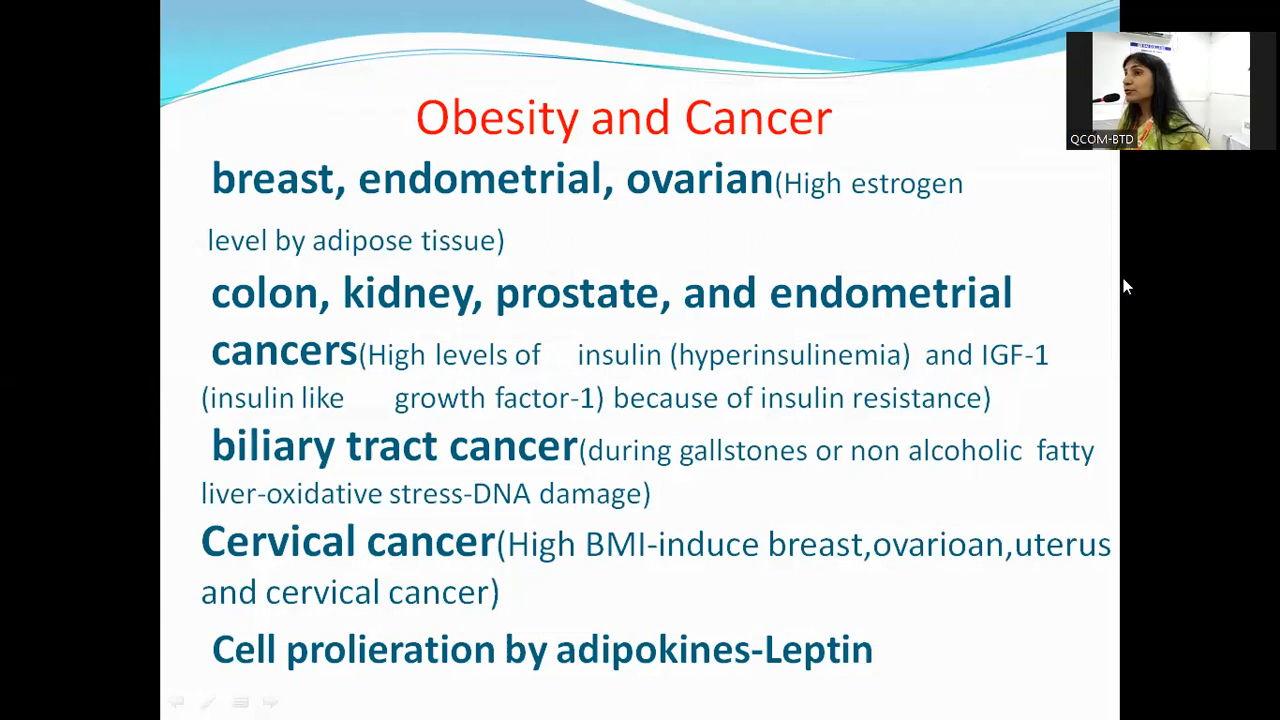 Obesity and Cancer
breast, endometrial, ovarian(High estrogen
level by adipose tissue)
colon, kidney, prostate, and endometrial
cancers(High levels of insulin (hyperinsulinemia) and IGF-1
(insulin like growth factor-1) because of insulin resistance)
biliary tract cancer(during gallstones or non alcoholic fatty
liver-oxidative stress-DNA damage)
Cervical cancer(High BMI-induce breast,ovarioan,uterus
and cervical cancer)
Cell prolieration by adipokines-Leptin
QCOM-BTD